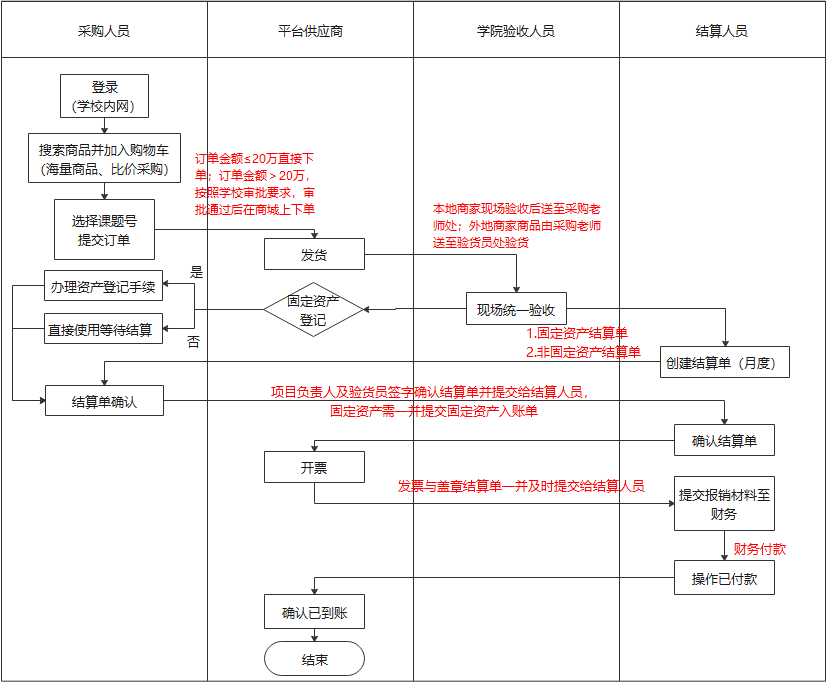 采购人员
平台供应商
学院验收人员
结算人员
登录
（学校内网）
搜索商品并加入购物车
（海量商品、比价采购）
订单金额≤20万直接下
单；订单金额＞20万，
按照学校审批要求，审
批通过后在商城上下单
选择课题号
提交订单
本地商家现场验收后送至采购老
师处；外地商家商品由采购老师
送至验货员处验货
发货
是
办理资产登记手续
固定资产
登记
现场统一验收
直接使用等待结算
否
1.固定资产结算单
2.非固定资产结算单
创建结算单（月度）
结算单确认
项目负责人及验货员签字确认结算单并提交给结算人员，
固定资产需一并提交固定资产入账单
确认结算单
开票
发票与盖章结算单一并及时提交给结算人员
提交报销材料至
财务
财务付款
操作已付款
确认已到账
结束